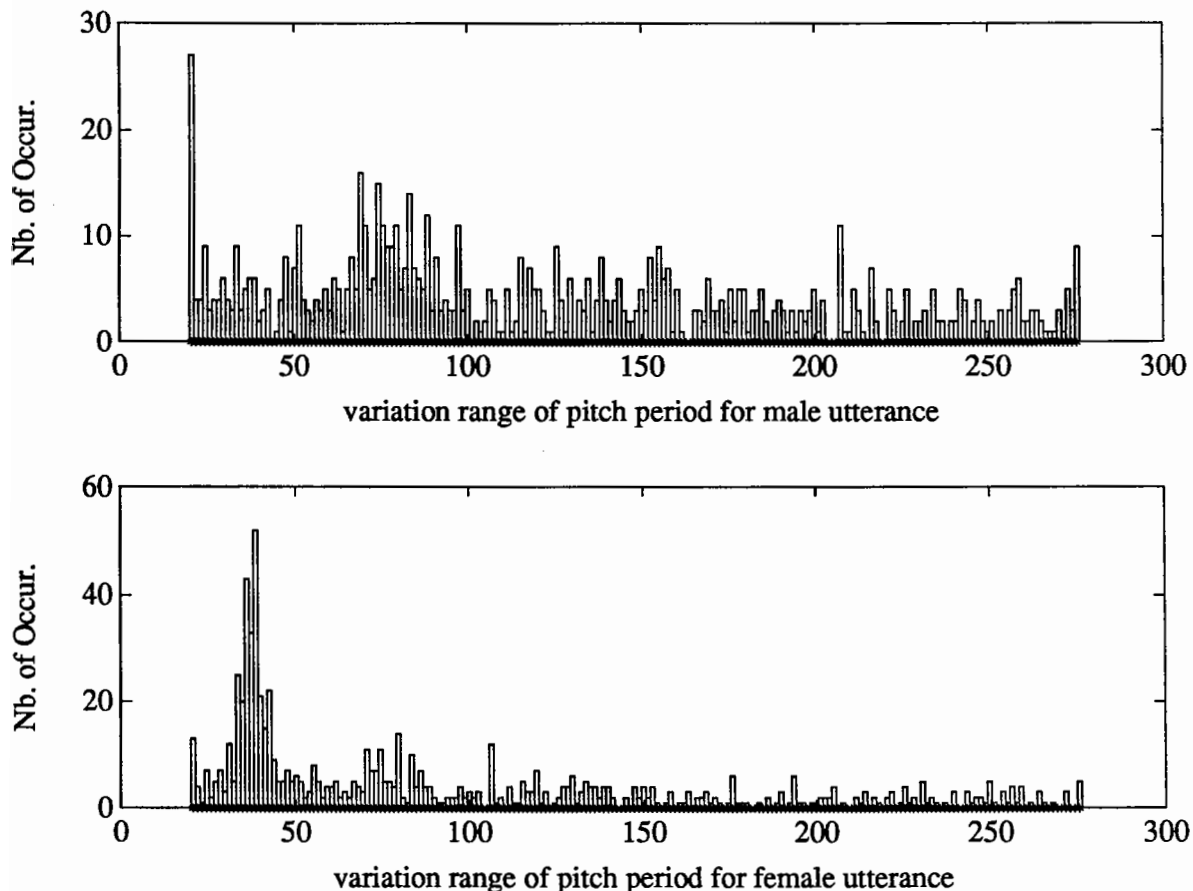 30
20
10
0
Nb. of Occur.
0 50 100 150 200 250 300
variation range of pitch period for male utterance
60
40
20
0
Nb. of Occur.
0 50 100 150 200 250 300
variation range of pitch period for female utterance